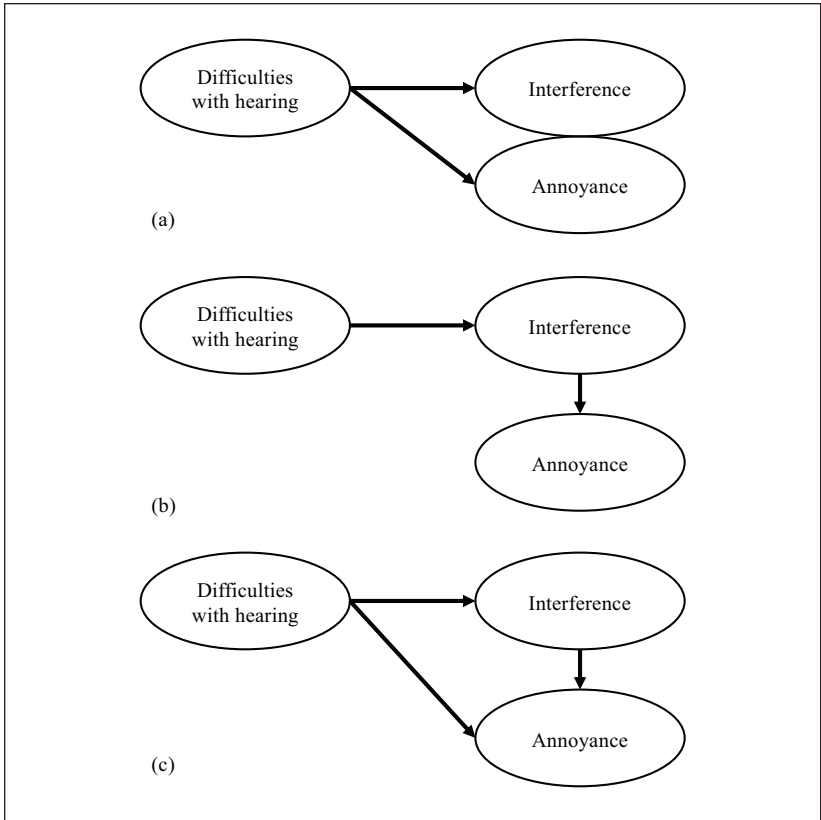 Difficulties
with hearing
Interference
Annoyance
(a)
Difficulties
with hearing
Interference
Annoyance
(b)
Difficulties
with hearing
Interference
Annoyance
(c)